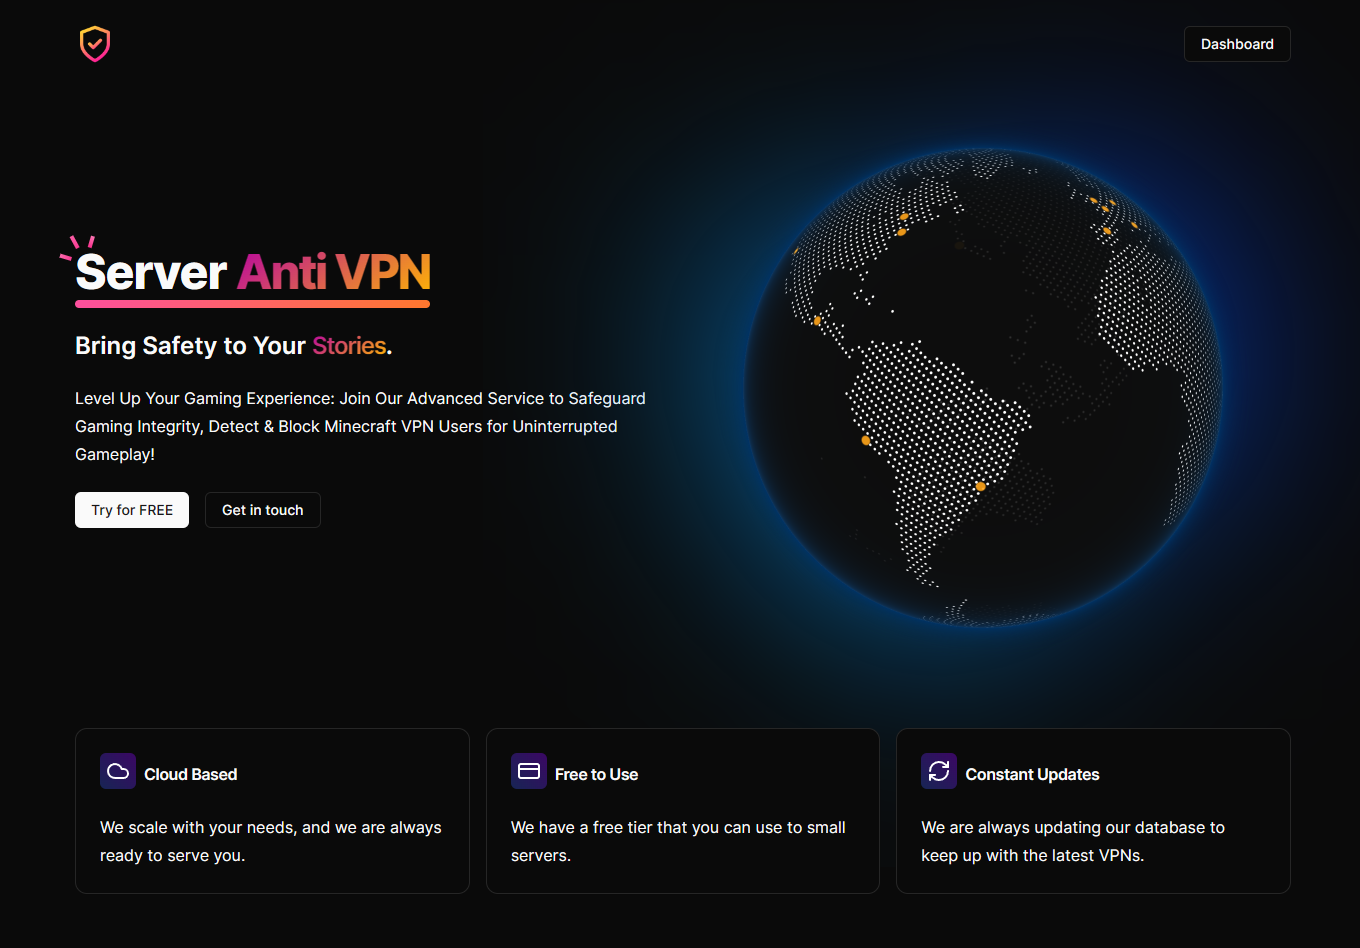 Dashboard
Server Anti VPN
Bring Safety to Your Stories.
Level Up Your Gaming Experience: Join Our Advanced Service to Safeguard
Gaming Integrity, Detect & Block Minecraft VPN Users for Uninterrupted
Gameplay!
Try for FREE
Get in touch
Cloud Based
We scale with your needs, and we are always
ready to serve you.
Free to Use
We have a free tier that you can use to small
servers.
Constant Updates
We are always updating our database to
keep up with the latest VPNs.